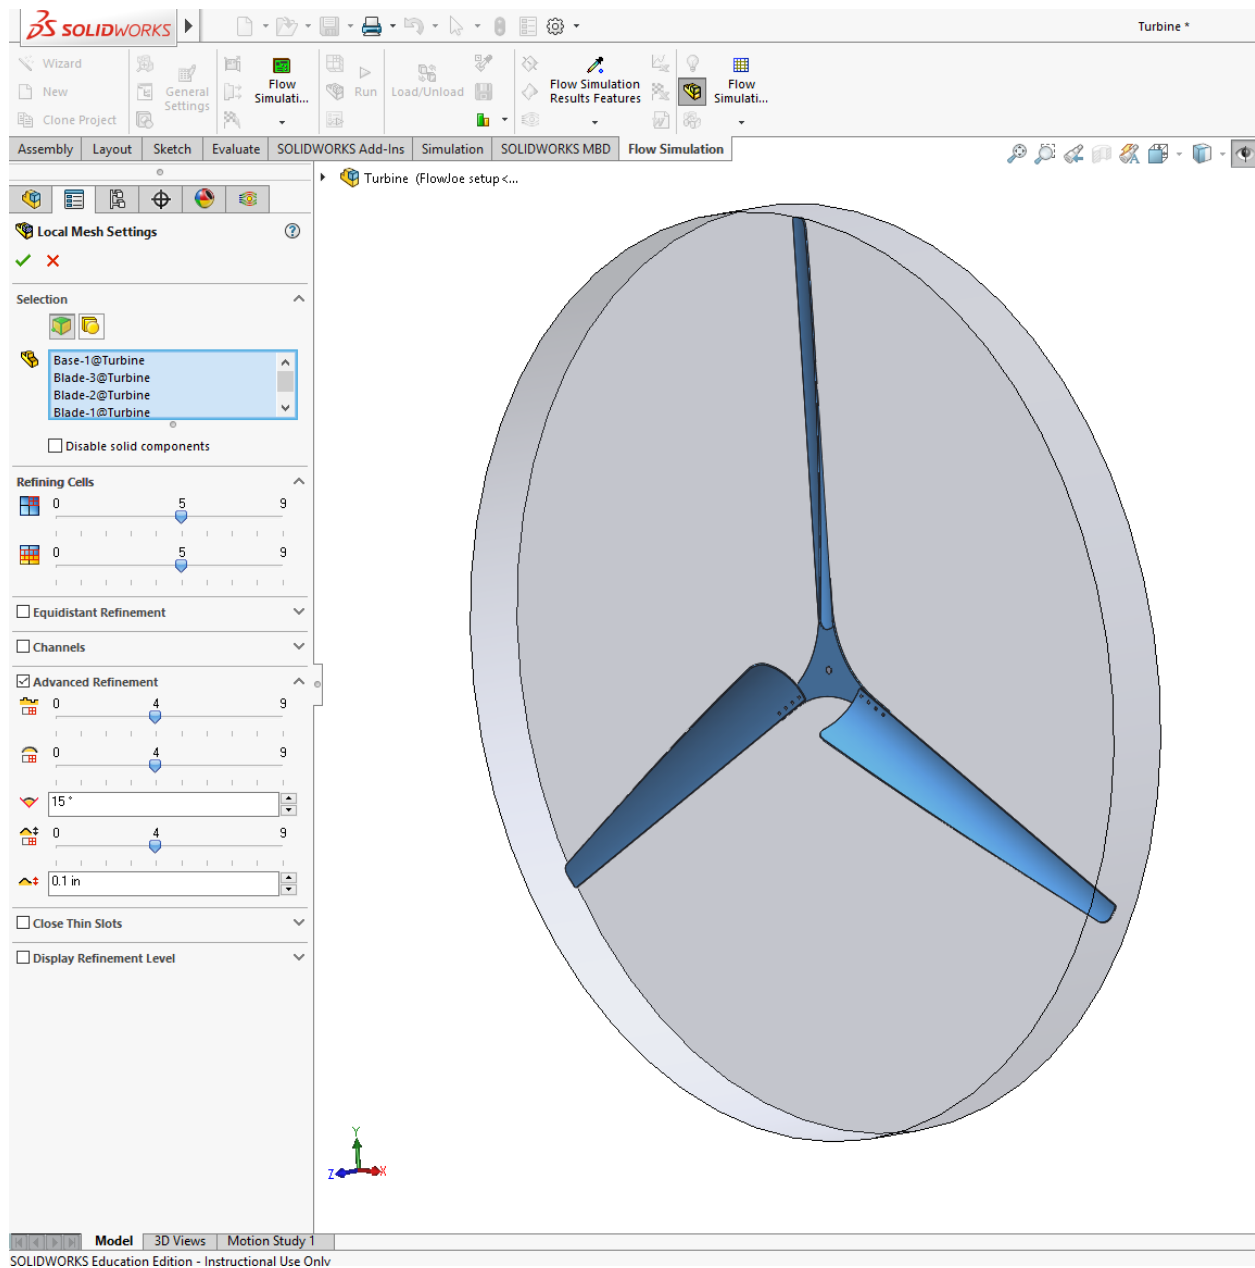 SOLIDWORKS
Turbine *
Wizard
New
Clone Project
General Settings
Flow Simulati...
Run
Load/Unload
Flow Simulation Results Features
Flow Simulati...
Assembly Layout Sketch Evaluate SOLIDWORKS Add-Ins Simulation SOLIDWORKS MBD Flow Simulation
Turbine (FlowJoe setup<...
Local Mesh Settings
Selection
Base-1@Turbine
Blade-3@Turbine
Blade-2@Turbine
Blade-1@Turbine
Disable solid components
Refining Cells
0 5 9
0 5 9
Equidistant Refinement
Channels
Advanced Refinement
0 4 9
0 4 9
15 °
0 4 9
0.1 in
Close Thin Slots
Display Refinement Level
Y
Z X
Model 3D Views Motion Study 1
SOLIDWORKS Education Edition - Instructional Use Only